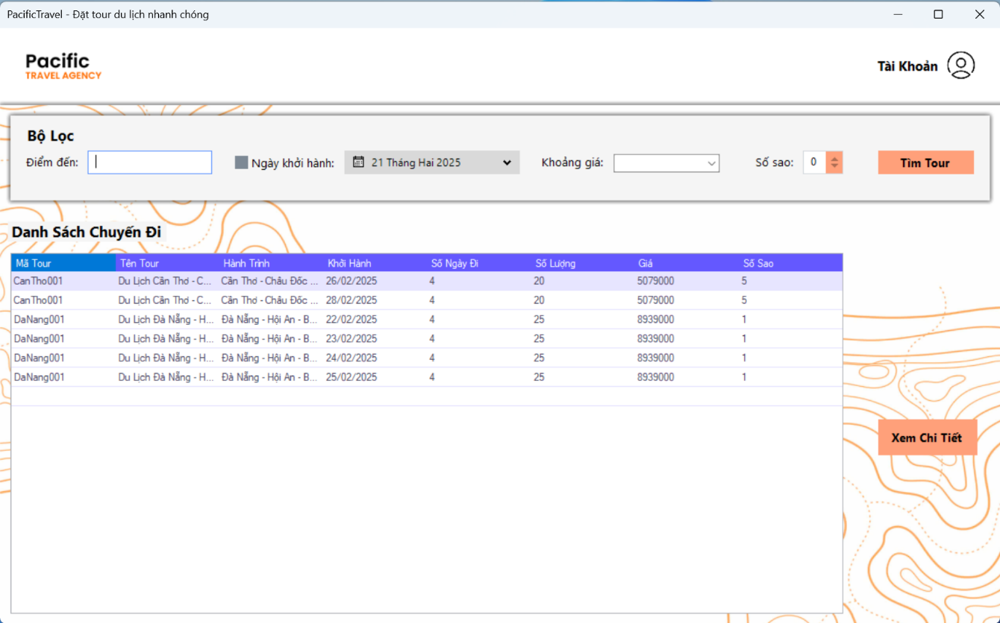 PacificTravel - Đặt tour du lịch nhanh chóng
Pacific
TRAVEL AGENCY
Tài Khoản
Bộ Lọc
Điểm đến: Ngày khởi hành: 21 Tháng Hai 2025 Khoảng giá: Số sao: 0 Tìm Tour
Danh Sách Chuyến Đi
Mã Tour Tên Tour Hành Trình Khởi Hành Số Ngày Đi Số Lượng Giá Số Sao
CanTho001 Du Lịch Cần Thơ - C... Cần Thơ - Châu Đốc ... 26/02/2025 4 20 5079000 5
CanTho001 Du Lịch Cần Thơ - C... Cần Thơ - Châu Đốc ... 28/02/2025 4 20 5079000 5
DaNang001 Du Lịch Đà Nẵng - H... Đà Nẵng - Hội An - B... 22/02/2025 4 25 8939000 1
DaNang001 Du Lịch Đà Nẵng - H... Đà Nẵng - Hội An - B... 23/02/2025 4 25 8939000 1
DaNang001 Du Lịch Đà Nẵng - H... Đà Nẵng - Hội An - B... 24/02/2025 4 25 8939000 1
DaNang001 Du Lịch Đà Nẵng - H... Đà Nẵng - Hội An - B... 25/02/2025 4 25 8939000 1
Xem Chi Tiết